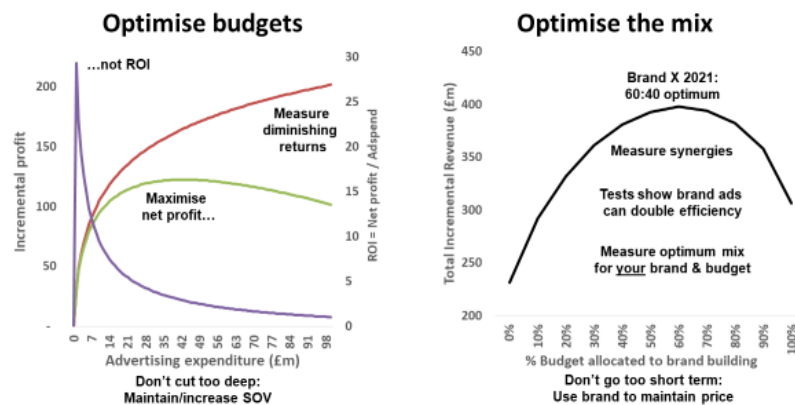 Optimise budgets
…not ROI
Measure
diminishing
returns
Maximise
net profit…
Incremental profit
200
150
100
50
-
ROI = Net profit / Adspend
30
25
20
15
10
5
0
0 7 14 21 28 35 42 49 56 63 70 77 84 91 98
Advertising expenditure (£m)
Don’t cut too deep:
Maintain/increase SOV
Optimise the mix
Brand X 2021:
60:40 optimum
Measure synergies
Tests show brand ads
can double efficiency
Measure optimum mix
for your brand & budget
Total Incremental Revenue (£m)
450
400
350
300
250
200
0% 10% 20% 30% 40% 50% 60% 70% 80% 90% 100%
% Budget allocated to brand building
Don’t go too short term:
Use brand to maintain price